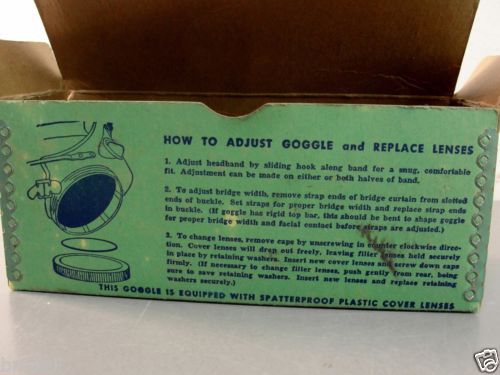 HOW TO ADJUST GOGGLE and REPLACE LENSES
1. Adjust headband by sliding hook along band for a snug, comfortable
fit. Adjustment can be made on either or both halves of band.
2. To adjust bridge width, remove strap ends of bridge curtain from slotted
ends of buckle. Set straps for proper bridge width and replace strap ends
in buckle. (If goggle has rigid top bar, this should be bent to shape goggle
for proper bridge width and facial contact before straps are adjusted.)
3. To change lenses, remove caps by unscrewing in counter clockwise direc-
tion. Cover lenses will drop out freely, leaving filter lenses held securely
in place by retaining washers. Insert new cover lenses and screw down caps
firmly. (If necessary to change filter lenses, push gently from rear, being
sure to save retaining washers. Insert new lenses and replace retaining
washers securely.)
THIS GOGGLE IS EQUIPPED WITH SPATTERPROOF PLASTIC COVER LENSES